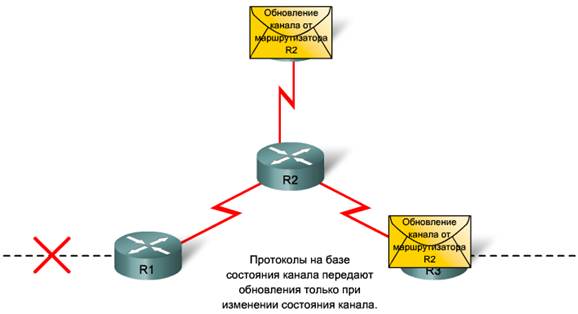 Обновление
канала от
маршрутизатора
R2
R2
R1
Обновление
канала от
маршрутизатора
R2
R3
Протоколы на базе
состояния канала передают
обновления только при
изменении состояния канала.